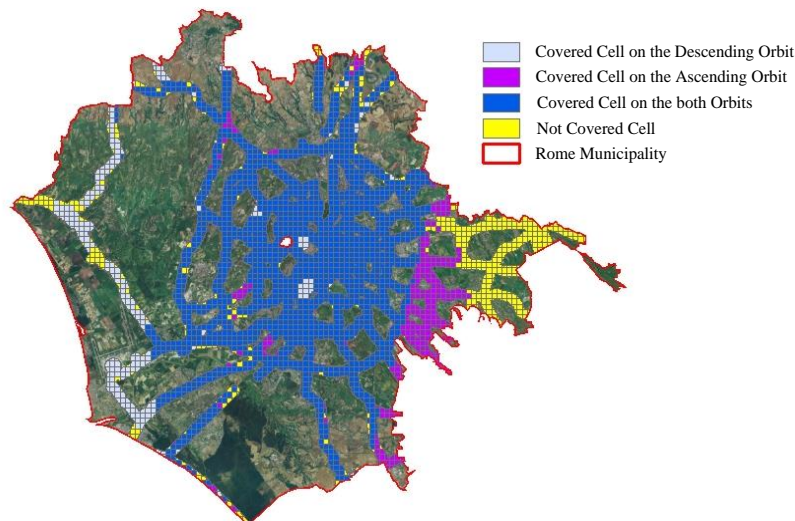 Covered Cell on the Descending Orbit
Covered Cell on the Ascending Orbit
Covered Cell on the both Orbits
Not Covered Cell
Rome Municipality